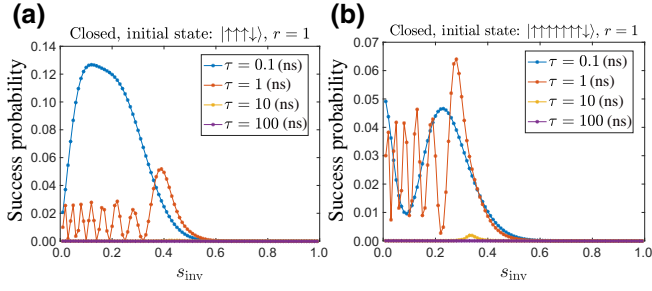 (a)
Closed, initial state: |↑↑↑↓⟩, r = 1
Success probability
0.14
0.12
0.10
0.08
0.06
0.04
0.02
0.00
τ = 0.1 (ns)
τ = 1 (ns)
τ = 10 (ns)
τ = 100 (ns)
0.0 0.2 0.4 0.6 0.8 1.0
s_inv
(b)
Closed, initial state: |↑↑↑↑↑↑↑↓⟩, r = 1
Success probability
0.07
0.06
0.05
0.04
0.03
0.02
0.01
0.00
τ = 0.1 (ns)
τ = 1 (ns)
τ = 10 (ns)
τ = 100 (ns)
0.0 0.2 0.4 0.6 0.8 1.0
s_inv